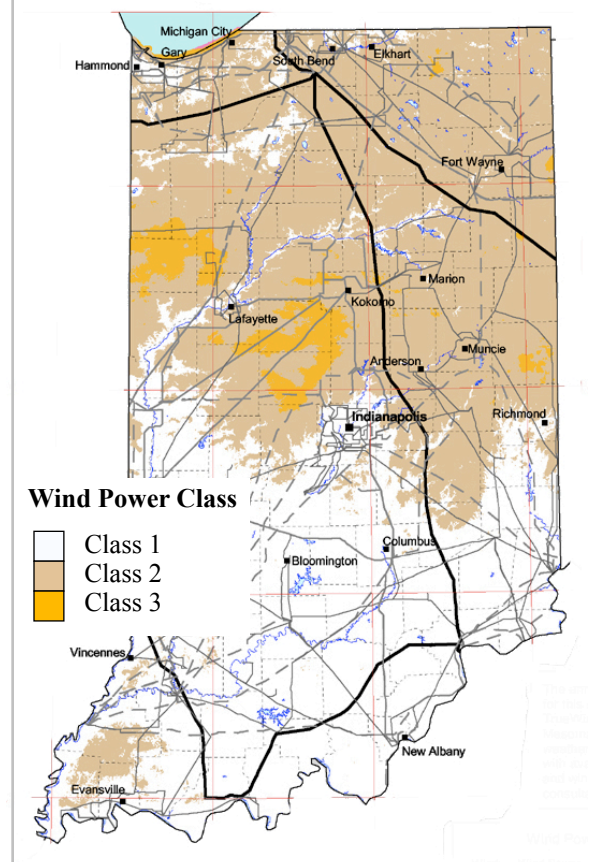 Michigan City
Gary
Hammond
South Bend
Elkhart
Fort Wayne
Marion
Kokomo
Lafayette
Muncie
Anderson
Richmond
Indianapolis
Wind Power Class
Class 1
Class 2
Class 3
Columbus
Bloomington
Vincennes
New Albany
Evansville